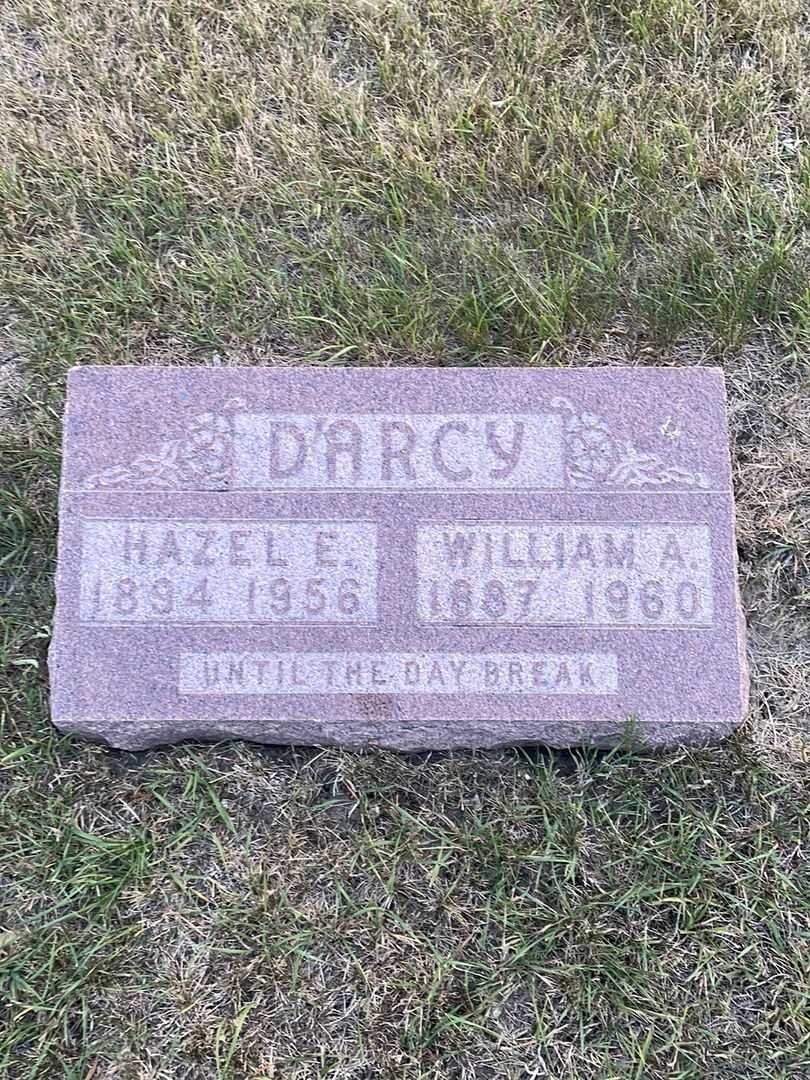 D'ARCY
HAZEL E.
1894 1956
WILLIAM A.
1887 1960
UNTIL THE DAY BREAK